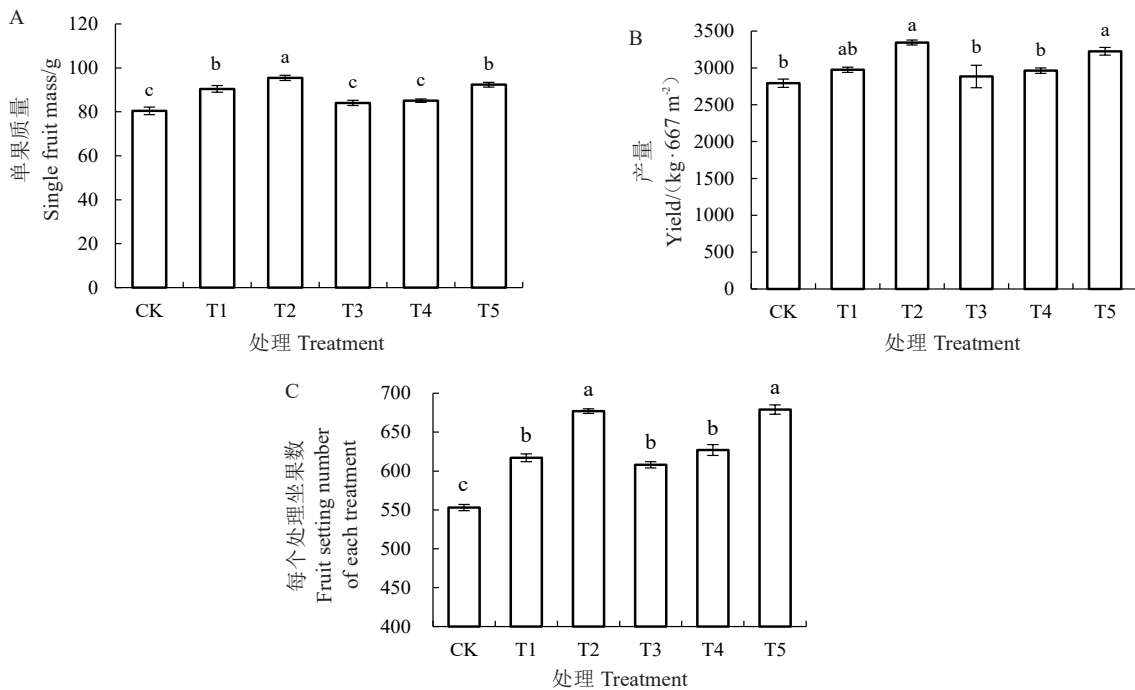 A
单果质量
Single fruit mass/g
120
100
80
60
40
20
0
c
b
a
c
c
b
CK T1 T2 T3 T4 T5
处理 Treatment
B
产量
Yield/(kg·667 m-2)
3500
3000
2500
2000
1500
1000
500
0
b
ab
a
b
b
a
CK T1 T2 T3 T4 T5
处理 Treatment
C
每个处理坐果数
Fruit setting number
of each treatment
700
650
600
550
500
450
400
c
b
a
b
b
a
CK T1 T2 T3 T4 T5
处理 Treatment